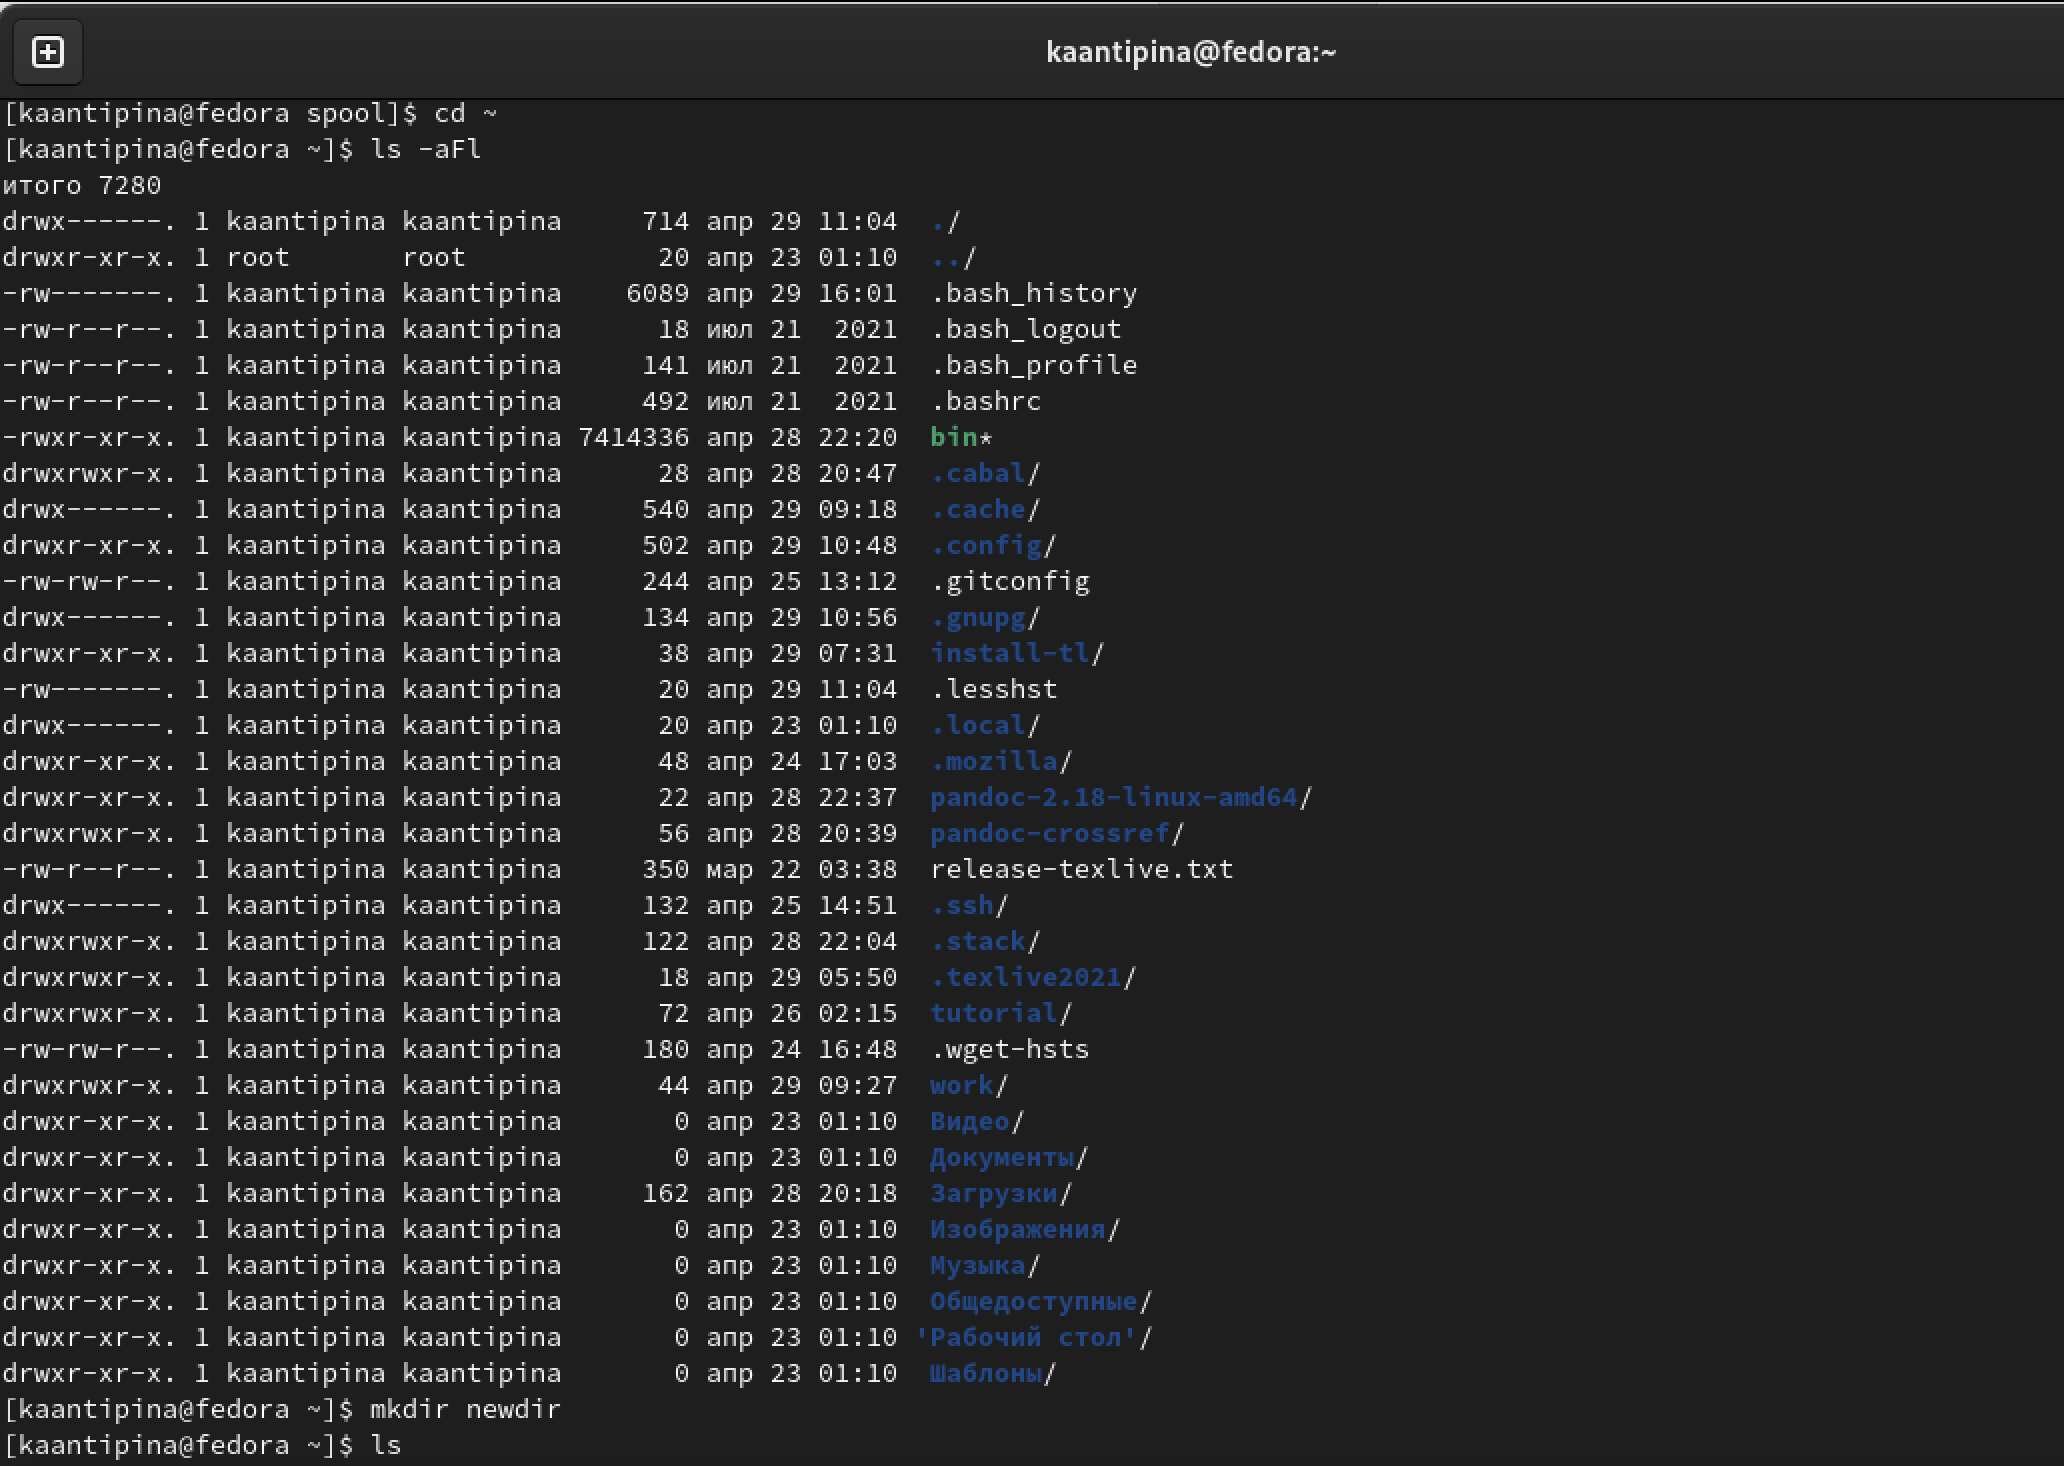 kaantipina@fedora:~
[kaantipina@fedora spool]$ cd ~
[kaantipina@fedora ~]$ ls -aFl
итого 7280
drwx------. 1 kaantipina kaantipina     714 апр 29 11:04  ./
drwxr-xr-x. 1 root       root            20 апр 23 01:10  ../
-rw-------. 1 kaantipina kaantipina    6089 апр 29 16:01  .bash_history
-rw-r--r--. 1 kaantipina kaantipina      18 июл 21  2021  .bash_logout
-rw-r--r--. 1 kaantipina kaantipina     141 июл 21  2021  .bash_profile
-rw-r--r--. 1 kaantipina kaantipina     492 июл 21  2021  .bashrc
-rwxr-xr-x. 1 kaantipina kaantipina 7414336 апр 28 22:20  bin*
drwxrwxr-x. 1 kaantipina kaantipina      28 апр 28 20:47  .cabal/
drwx------. 1 kaantipina kaantipina     540 апр 29 09:18  .cache/
drwxr-xr-x. 1 kaantipina kaantipina     502 апр 29 10:48  .config/
-rw-rw-r--. 1 kaantipina kaantipina     244 апр 25 13:12  .gitconfig
drwx------. 1 kaantipina kaantipina     134 апр 29 10:56  .gnupg/
drwxr-xr-x. 1 kaantipina kaantipina      38 апр 29 07:31  install-tl/
-rw-------. 1 kaantipina kaantipina      20 апр 29 11:04  .lesshst
drwx------. 1 kaantipina kaantipina      20 апр 23 01:10  .local/
drwxr-xr-x. 1 kaantipina kaantipina      48 апр 24 17:03  .mozilla/
drwxr-xr-x. 1 kaantipina kaantipina      22 апр 28 22:37  pandoc-2.18-linux-amd64/
drwxrwxr-x. 1 kaantipina kaantipina      56 апр 28 20:39  pandoc-crossref/
-rw-r--r--. 1 kaantipina kaantipina     350 мар 22 03:38  release-texlive.txt
drwx------. 1 kaantipina kaantipina     132 апр 25 14:51  .ssh/
drwxrwxr-x. 1 kaantipina kaantipina     122 апр 28 22:04  .stack/
drwxrwxr-x. 1 kaantipina kaantipina      18 апр 29 05:50  .texlive2021/
drwxrwxr-x. 1 kaantipina kaantipina      72 апр 26 02:15  tutorial/
-rw-rw-r--. 1 kaantipina kaantipina     180 апр 24 16:48  .wget-hsts
drwxrwxr-x. 1 kaantipina kaantipina      44 апр 29 09:27  work/
drwxr-xr-x. 1 kaantipina kaantipina       0 апр 23 01:10  Видео/
drwxr-xr-x. 1 kaantipina kaantipina       0 апр 23 01:10  Документы/
drwxr-xr-x. 1 kaantipina kaantipina     162 апр 28 20:18  Загрузки/
drwxr-xr-x. 1 kaantipina kaantipina       0 апр 23 01:10  Изображения/
drwxr-xr-x. 1 kaantipina kaantipina       0 апр 23 01:10  Музыка/
drwxr-xr-x. 1 kaantipina kaantipina       0 апр 23 01:10  Общедоступные/
drwxr-xr-x. 1 kaantipina kaantipina       0 апр 23 01:10 'Рабочий стол'/
drwxr-xr-x. 1 kaantipina kaantipina       0 апр 23 01:10  Шаблоны/
[kaantipina@fedora ~]$ mkdir newdir
[kaantipina@fedora ~]$ ls